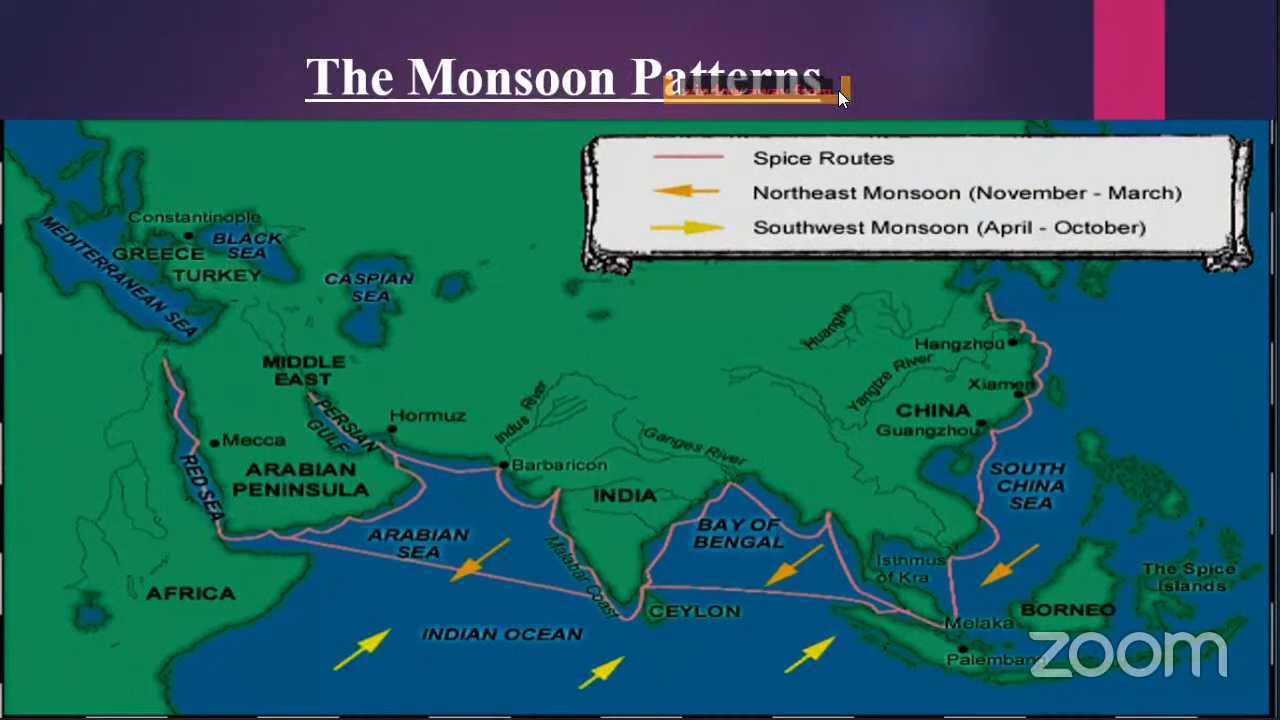 The Monsoon Patterns
window away from
Spice Routes
Northeast Monsoon (November - March)
Southwest Monsoon (April - October)
Constantinople
MEDITERRANEAN SEA
GREECE
BLACK
SEA
TURKEY
CASPIAN
SEA
Huanghe
Hangzhou
MIDDLE
EAST
Yangtze River
Xiamen
PERSIAN
GULF
Hormuz
Indus River
CHINA
Guangzhou
Mecca
Ganges River
ARABIAN
PENINSULA
RED SEA
Barbaricon
INDIA
SOUTH
CHINA
SEA
ARABIAN
SEA
BAY OF
BENGAL
Malabar Coast
Isthmus
of Kra
The Spice
Islands
AFRICA
CEYLON
BORNEO
INDIAN OCEAN
Melaka
Palembang
zoom